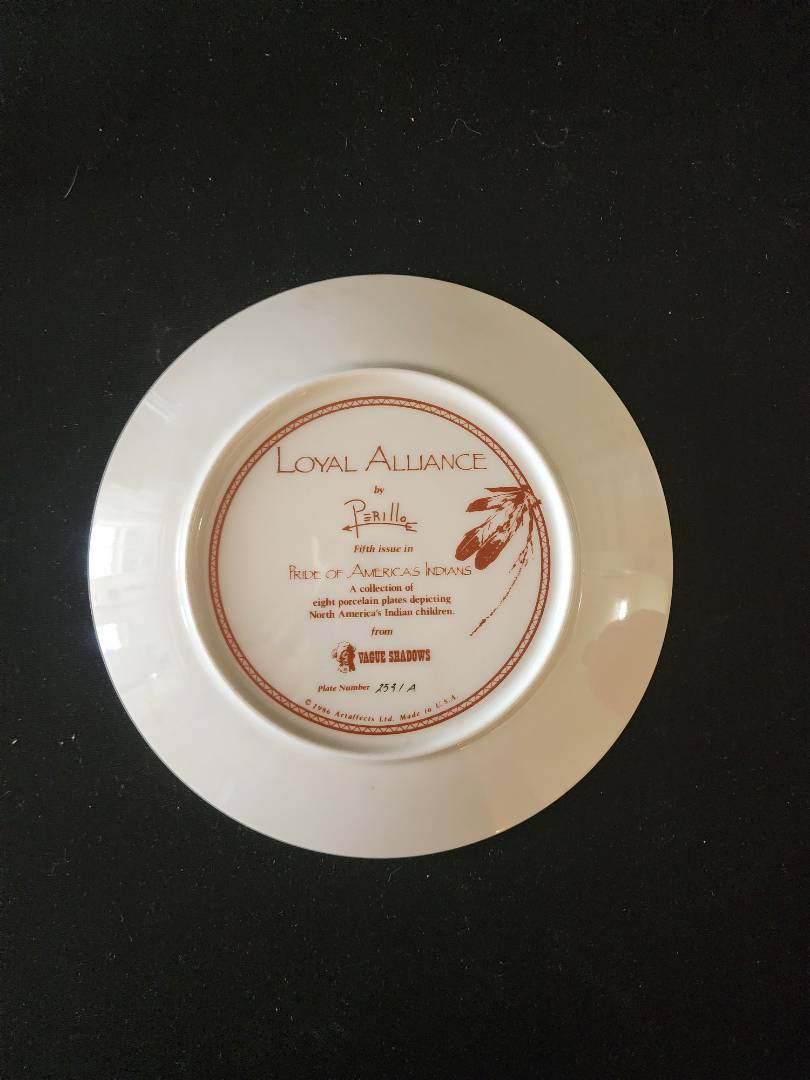 LOYAL ALLIANCE
by
PERILLO
Fifth issue in
PRIDE OF AMERICA'S INDIANS
A collection of
eight porcelain plates depicting
North America's Indian children.
from
VAGUE SHADOWS
Plate Number 2531 A
© 1986 Artaffects Ltd. Made in U.S.A.